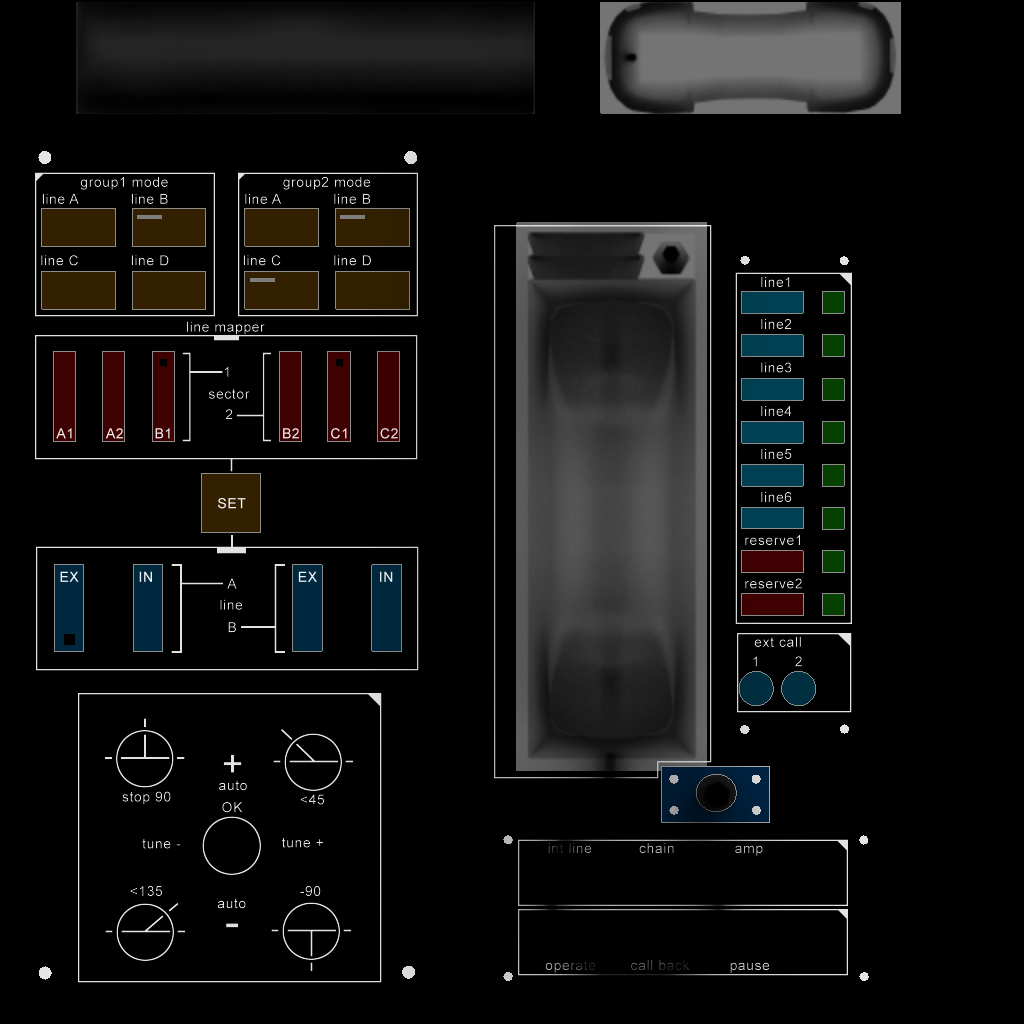 group1 mode
line A line B
line C line D
group2 mode
line A line B
line C line D
line mapper
1
sector
2
A1 A2 B1 B2 C1 C2
SET
EX IN EX IN
A
line
B
stop 90
<45
+
auto
OK
tune - tune +
<135
-90
auto
-
line1
line2
line3
line4
line5
line6
reserve1
reserve2
ext call
1 2
int line chain amp
operate call back pause